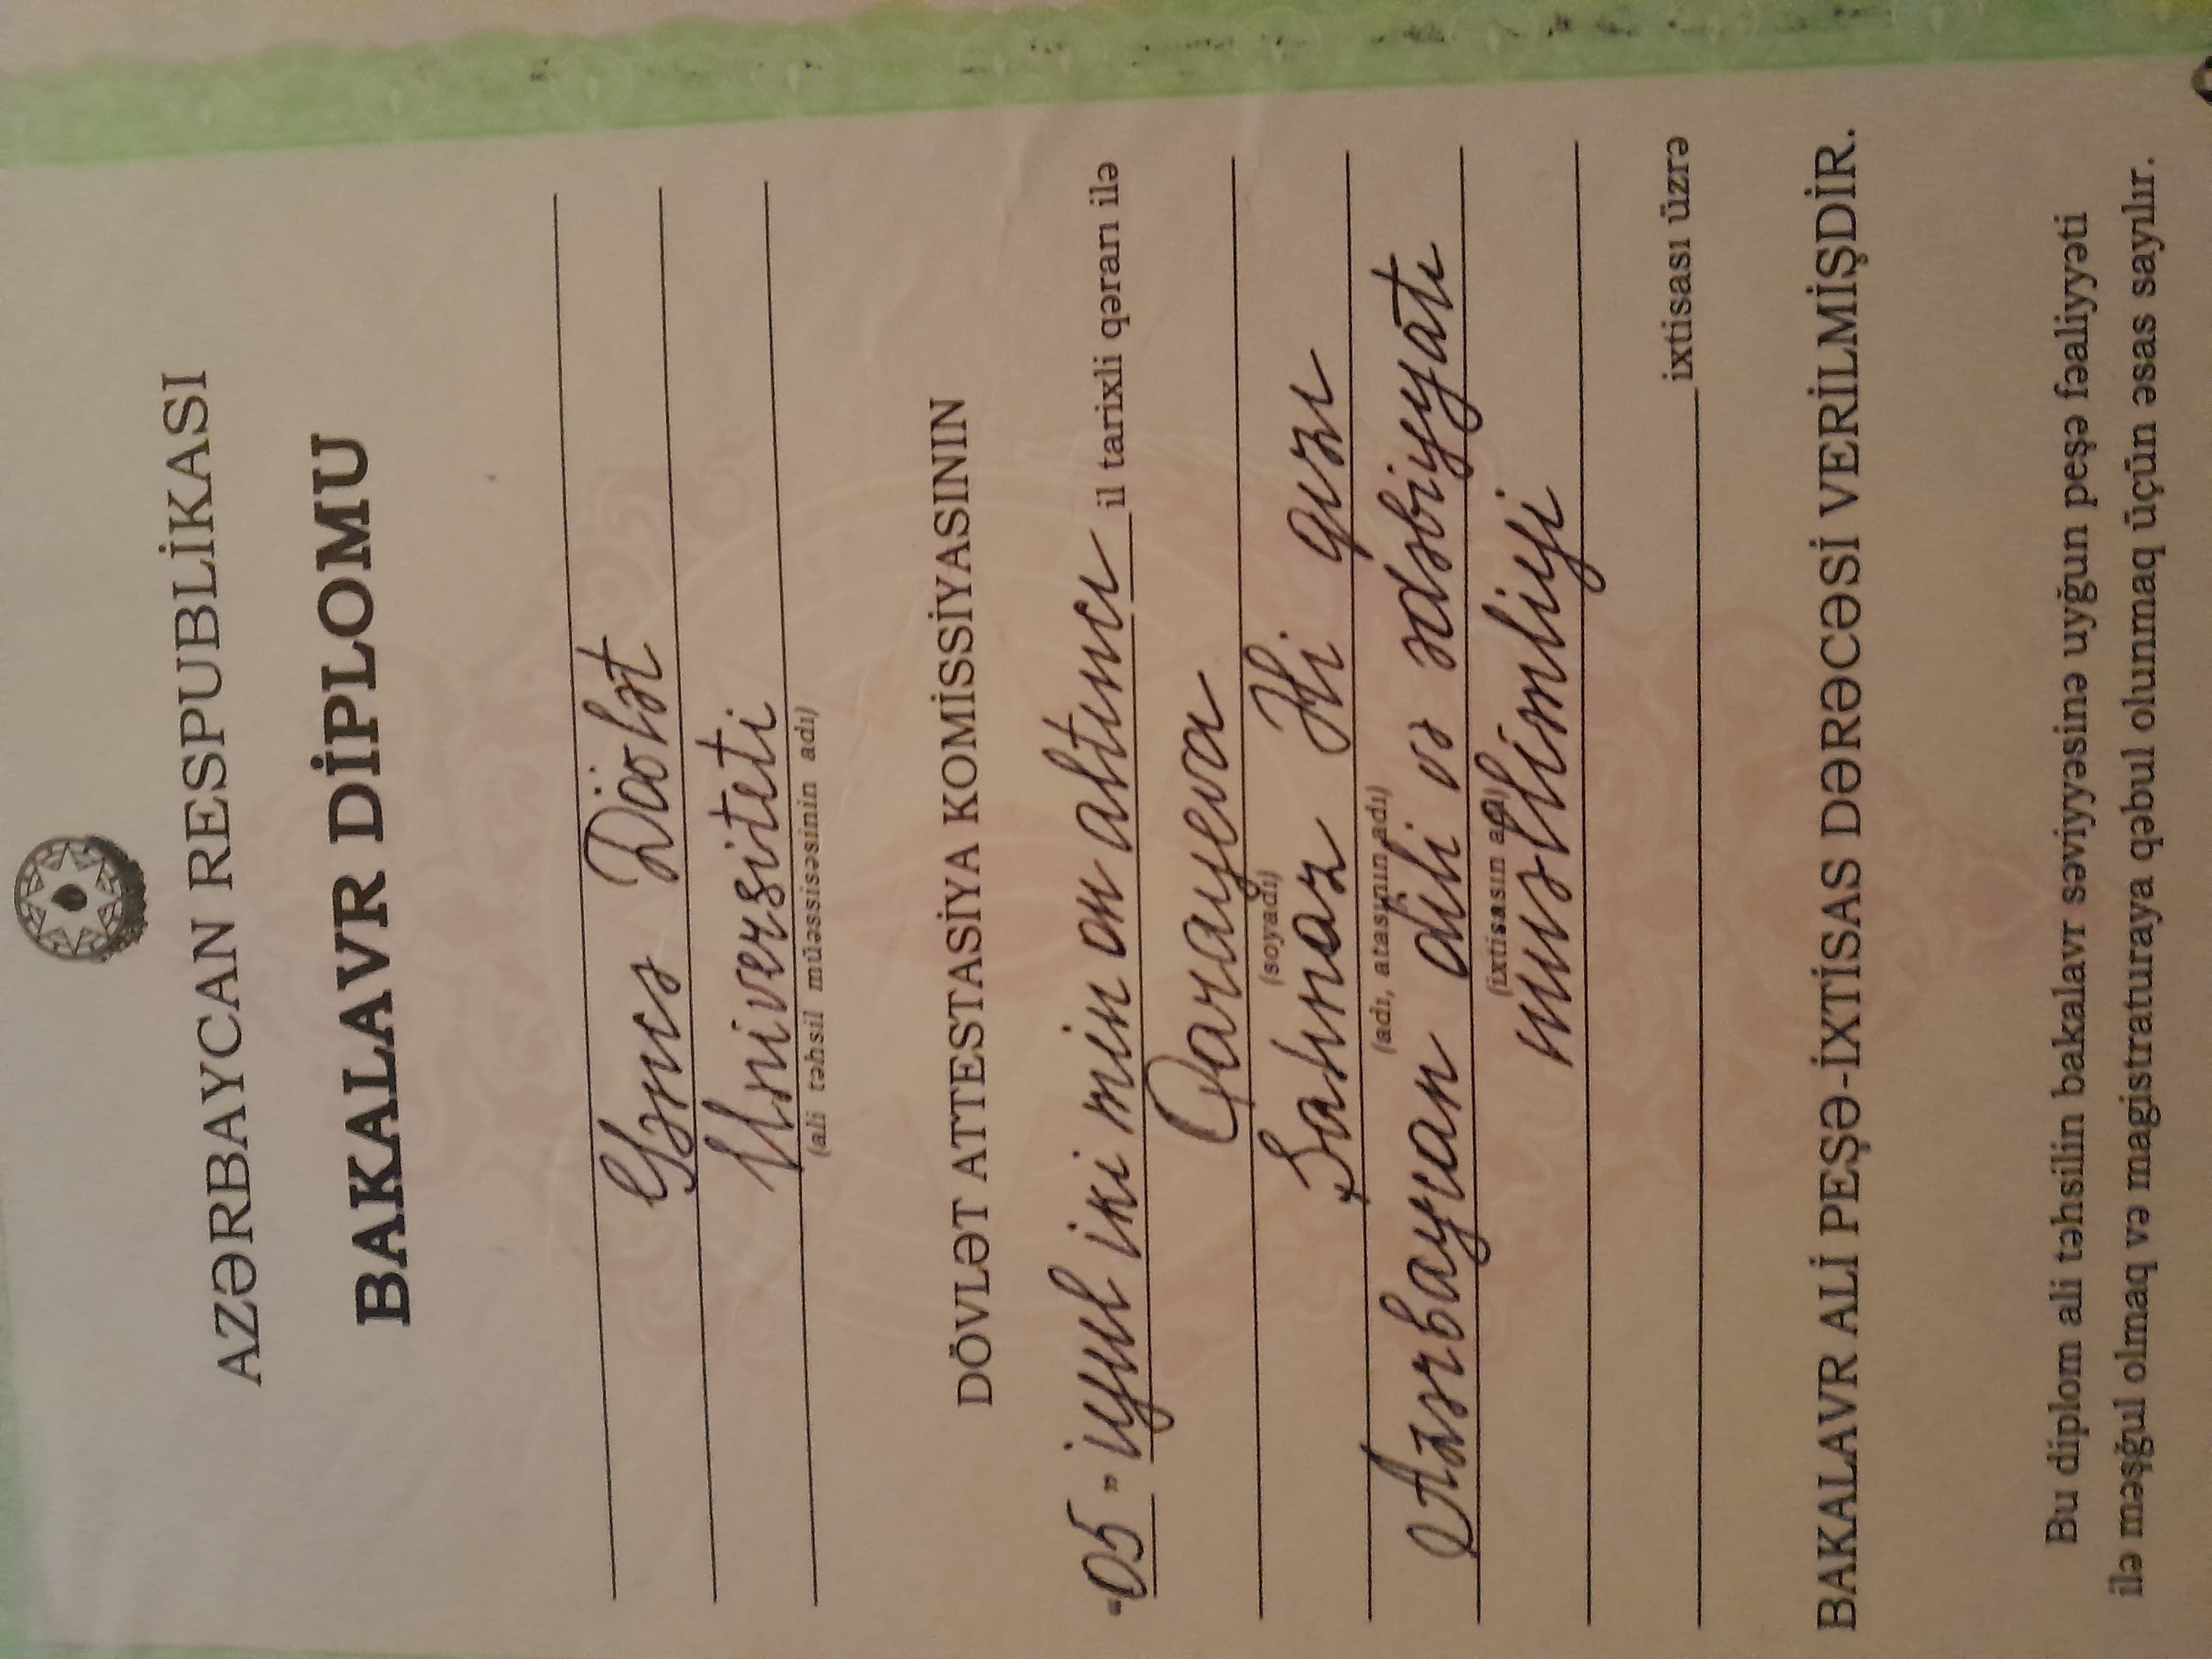 AZƏRBAYCAN RESPUBLİKASI
BAKALAVR DİPLOMU
Gəncə Dövlət
Universiteti
(ali təhsil müəssisəsinin adı)
DÖVLƏT ATTESTASİYA KOMİSSİYASININ
"05" iyul iki min on altıncı il tarixli qərarı ilə
Qarayeva
(soyadı)
Şahnaz Əli qızı
(adı, atasının adı)
Azərbaycan dili və ədəbiyyatı
(ixtisasın adı)
müəllimliyi
ixtisası üzrə
BAKALAVR ALİ PEŞƏ-İXTİSAS DƏRƏCƏSİ VERİLMİŞDİR.
Bu diplom ali təhsilin bakalavr səviyyəsinə uyğun peşə fəaliyyəti
ilə məşğul olmaq və magistraturaya qəbul olunmaq üçün əsas sayılır.